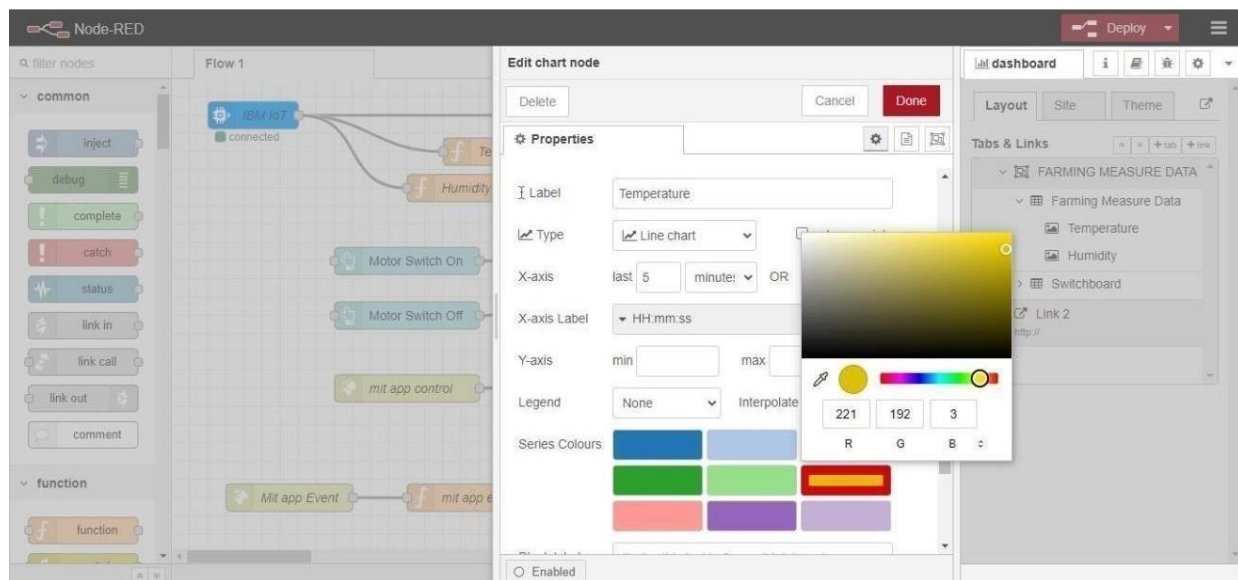 Node-RED
Deploy
filter nodes
common
inject
debug
complete
catch
status
link in
link call
link out
comment
function
function
Flow 1
IBM IoT
connected
Te
Humidity
Motor Switch On
Motor Switch Off
mit app control
Mit app Event
mit app e
Edit chart node
Delete
Cancel
Done
Properties
Label
Temperature
Type
Line chart
X-axis
last
5
minutes
OR
X-axis Label
HH:mm:ss
Y-axis
min
max
Legend
None
Interpolate
Series Colours
221
192
3
R
G
B
Enabled
dashboard
i
Layout
Site
Theme
Tabs & Links
+ tab
+ link
FARMING MEASURE DATA
Farming Measure Data
Temperature
Humidity
Switchboard
Link 2
http://